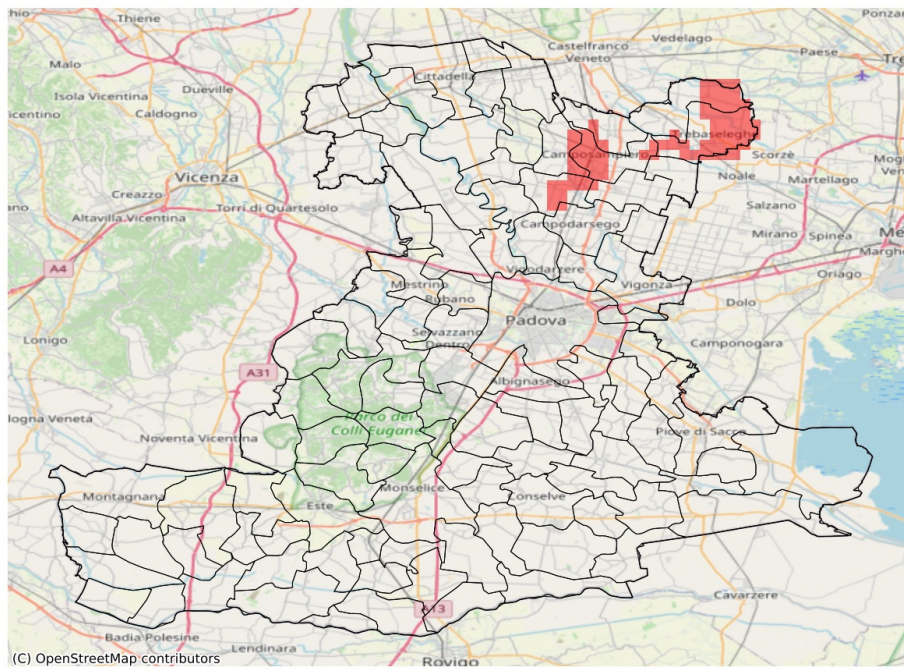 Thiene
Ponzan
Vedelago
Castelfranco
Veneto
Paese
Malo
Cittadella
Dueville
Isola Vicentina
Caldogno
Trebaseleghe
Camposampiero
Scorzè
Vicenza
Noale
Martellago
Creazzo
Salzano
Altavilla Vicentina
Torri di Quartesolo
Campodarsego
Mirano
Spinea
A4
Vigodarzere
Oriago
Mestrino
Rubano
Vigonza
Dolo
Padova
Selvazzano
Dentro
Lonigo
Camponogara
A31
Albignasego
Parco dei
Colli Euganei
Noventa Vicentina
Piove di Sacco
Montagnana
Monselice
Conselve
Este
Cavarzere
A13
Badia Polesine
Lendinara
Rovigo
(C) OpenStreetMap contributors